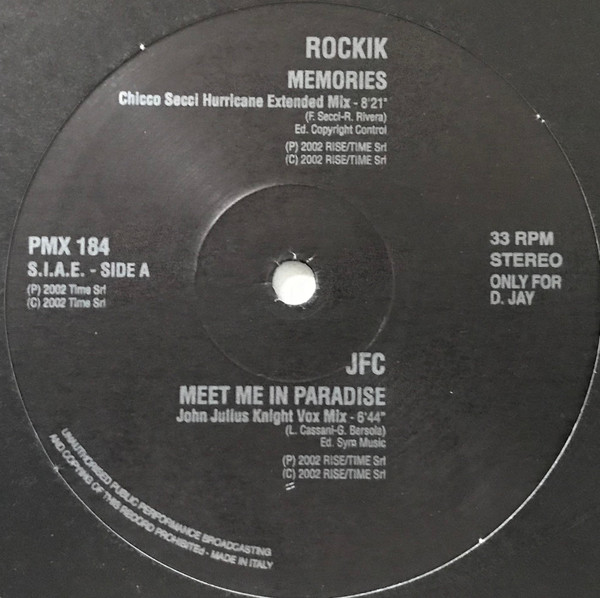 ROCKIK
MEMORIES
Chicco Secci Hurricane Extended Mix - 8'21"
(F. Secci-R. Rivera)
Ed. Copyright Control
(P) 2002 RISE/TIME Srl
(C) 2002 RISE/TIME Srl
PMX 184
S.I.A.E. - SIDE A
(P) 2002 Time Srl
(C) 2002 Time Srl
33 RPM
STEREO
ONLY FOR
D. JAY
JFC
MEET ME IN PARADISE
John Julius Knight Vox Mix - 6'44"
(L. Cassani-G. Bersola)
Ed. Sym Music
(P) 2002 RISE/TIME Srl
(C) 2002 RISE/TIME Srl
UNAUTHORISED PUBLIC PERFORMANCE BROADCASTING
AND COPYING OF THIS RECORD PROHIBITEd - MADE IN ITALY